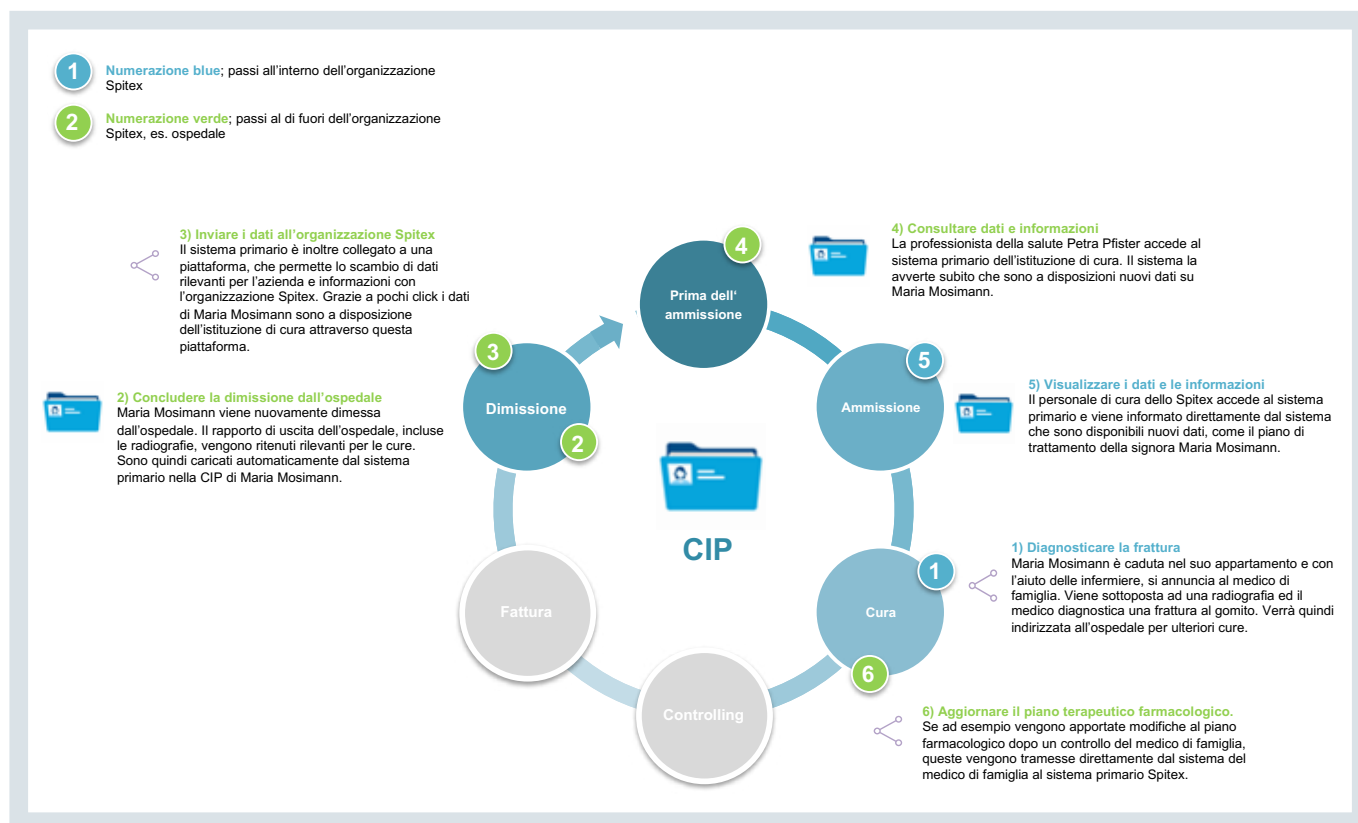 1
Numerazione blue; passi all'interno dell'organizzazione
Spitex
2
Numerazione verde; passi al di fuori dell'organizzazione
Spitex, es. ospedale
3) Inviare i dati all'organizzazione Spitex
Il sistema primario è inoltre collegato a una
piattaforma, che permette lo scambio di dati
rilevanti per l'azienda e informazioni con
l'organizzazione Spitex. Grazie a pochi click i dati
di Maria Mosimann sono a disposizione
dell'istituzione di cura attraverso questa
piattaforma.
4
Prima dell'
ammissione
4) Consultare dati e informazioni
La professionista della salute Petra Pfister accede al
sistema primario dell'istituzione di cura. Il sistema la
avverte subito che sono a disposizioni nuovi dati su
Maria Mosimann.
2) Concludere la dimissione dall'ospedale
Maria Mosimann viene nuovamente dimessa
dall'ospedale. Il rapporto di uscita dell'ospedale, incluse
le radiografie, vengono ritenuti rilevanti per le cure.
Sono quindi caricati automaticamente dal sistema
primario nella CIP di Maria Mosimann.
3
Dimissione
2
5
Ammissione
5) Visualizzare i dati e le informazioni
Il personale di cura dello Spitex accede al sistema
primario e viene informato direttamente dal sistema
che sono disponibili nuovi dati, come il piano di
trattamento della signora Maria Mosimann.
CIP
Fattura
1
Cura
6
1) Diagnosticare la frattura
Maria Mosimann è caduta nel suo appartamento e con
l'aiuto delle infermiere, si annuncia al medico di
famiglia. Viene sottoposta ad una radiografia ed il
medico diagnostica una frattura al gomito. Verrà quindi
indirizzata all'ospedale per ulteriori cure.
Controlling
6) Aggiornare il piano terapeutico farmacologico.
Se ad esempio vengono apportate modifiche al piano
farmacologico dopo un controllo del medico di famiglia,
queste vengono tramesse direttamente dal sistema del
medico di famiglia al sistema primario Spitex.